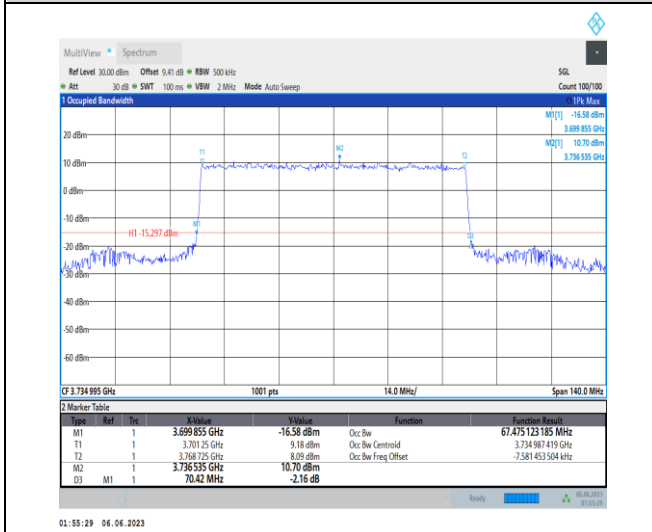 MultiView Spectrum
Ref Level 30.00 dBm Offset 9.41 dB RBW 500 kHz SGL
Att 30 dB SWT 100 ms VBW 2 MHz Mode Auto Sweep Count 100/100
1 Occupied Bandwidth 1Pk Max
M1[1] -16.58 dBm
3.699 855 GHz
M2[1] 10.70 dBm
3.736 535 GHz
20 dBm
T1 M2 T2
10 dBm
0 dBm
-10 dBm
M1
H1 -15.297 dBm
D3
-20 dBm
-30 dBm
-40 dBm
-50 dBm
-60 dBm
CF 3.734 995 GHz 1001 pts 14.0 MHz/ Span 140.0 MHz
2 Marker Table
Type Ref Trc X-Value Y-Value Function Function Result
M1 1 3.699 855 GHz -16.58 dBm Occ Bw 67.475 123 185 MHz
T1 1 3.701 25 GHz 9.18 dBm Occ Bw Centroid 3.734 987 419 GHz
T2 1 3.768 725 GHz 8.09 dBm Occ Bw Freq Offset -7.581 453 504 kHz
M2 1 3.736 535 GHz 10.70 dBm
D3 M1 1 70.42 MHz -2.16 dB
Ready 06.06.2023
01:55:29
01:55:29 06.06.2023